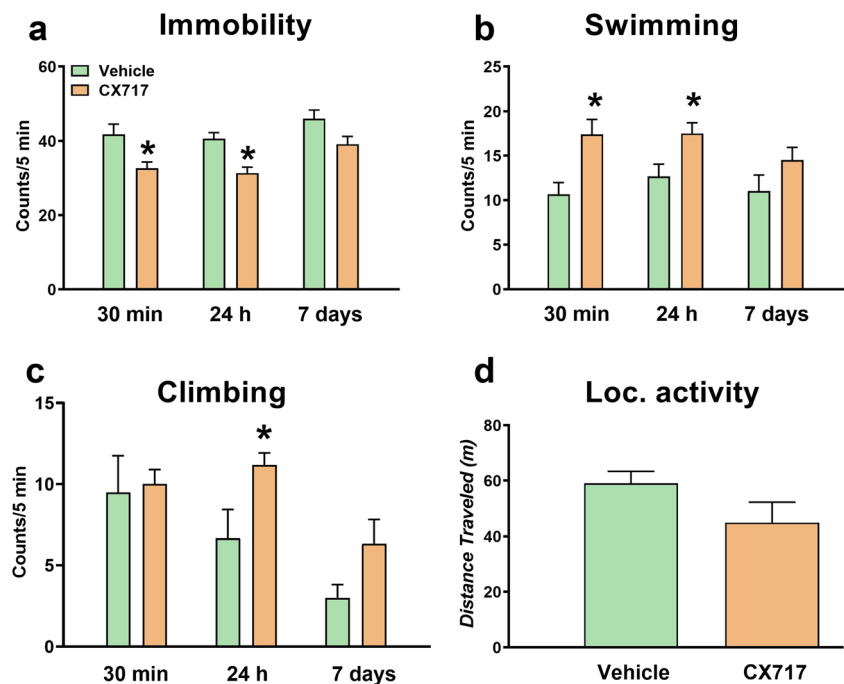 a Immobility
Vehicle
CX717
Counts/5 min
60
40
20
0
*
*
30 min 24 h 7 days
b Swimming
Counts/5 min
25
20
15
10
5
0
*
*
30 min 24 h 7 days
c Climbing
Counts/5 min
15
10
5
0
*
30 min 24 h 7 days
d Loc. activity
Distance Traveled (m)
80
60
40
20
0
Vehicle CX717